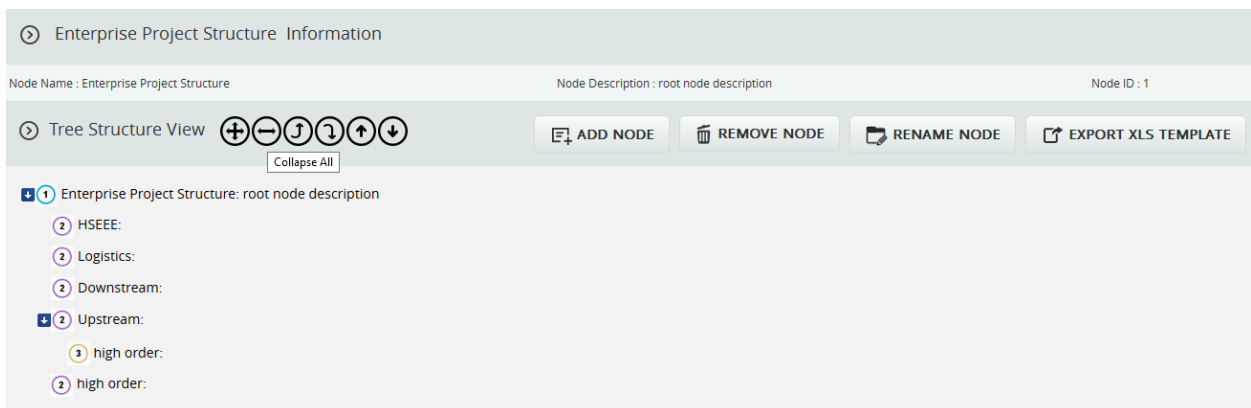 Enterprise Project Structure Information
Node Name : Enterprise Project Structure Node Description : root node description Node ID : 1
Tree Structure View ADD NODE REMOVE NODE RENAME NODE EXPORT XLS TEMPLATE
Collapse All
1 Enterprise Project Structure: root node description
2 HSEEE:
2 Logistics:
2 Downstream:
2 Upstream:
3 high order:
2 high order: